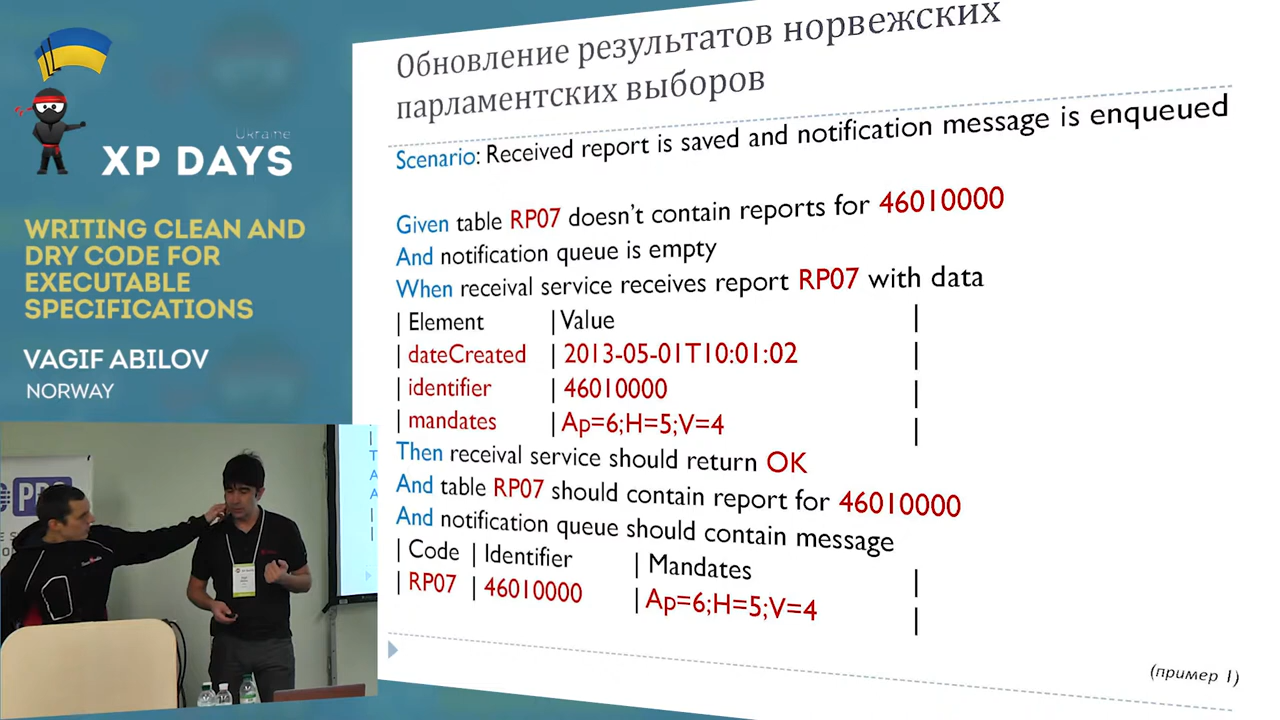 Ukraine
XP DAYS
WRITING CLEAN AND
DRY CODE FOR
EXECUTABLE
SPECIFICATIONS
VAGIF ABILOV
NORWAY
Обновление результатов норвежских
парламентских выборов
Scenario: Received report is saved and notification message is enqueued
Given table RP07 doesn't contain reports for 46010000
And notification queue is empty
When receival service receives report RP07 with data
| Element | Value |
| dateCreated | 2013-05-01T10:01:02 |
| identifier | 46010000 |
| mandates | Ap=6;H=5;V=4 |
Then receival service should return OK
And table RP07 should contain report for 46010000
And notification queue should contain message
| Code | Identifier | Mandates |
| RP07 | 46010000 | Ap=6;H=5;V=4 |
(пример 1)